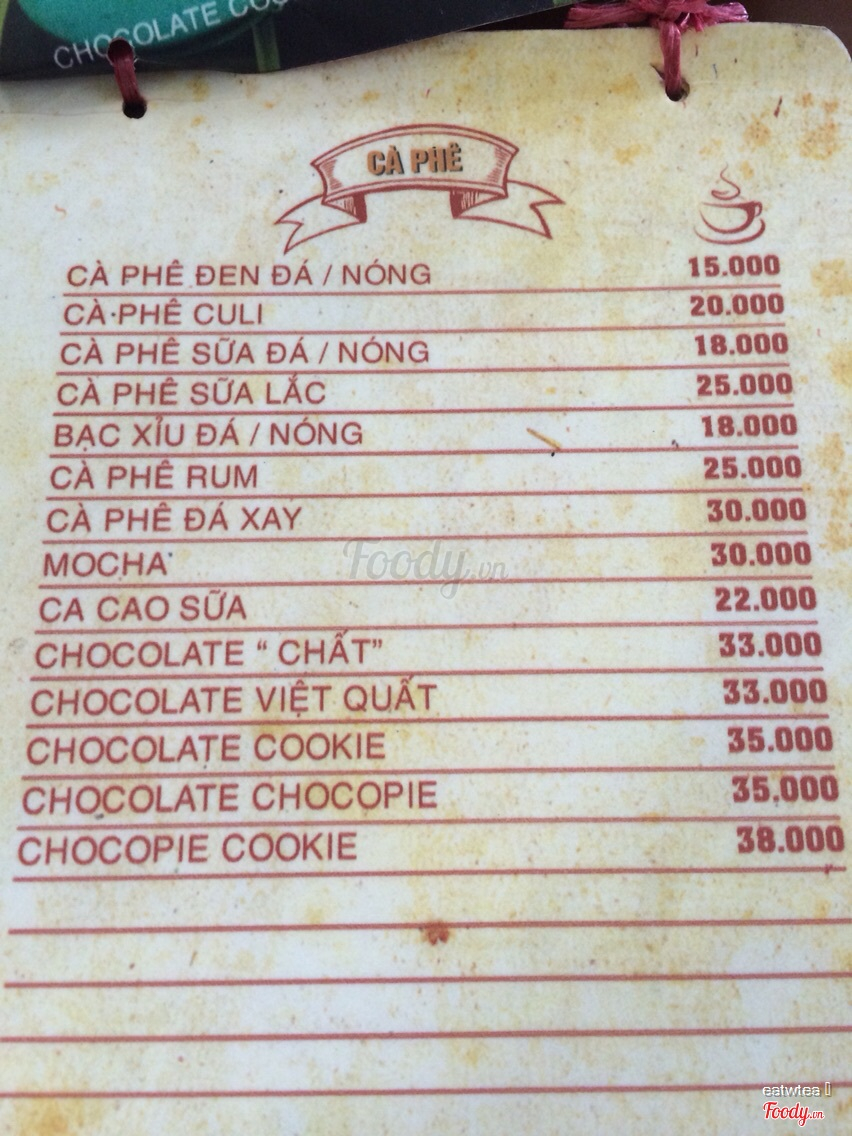 CHOCOLATE
CÀ PHÊ
CÀ PHÊ ĐEN ĐÁ / NÓNG 15.000
CÀ PHÊ CULI 20.000
CÀ PHÊ SỮA ĐÁ / NÓNG 18.000
CÀ PHÊ SỮA LẮC 25.000
BẠC XỈU ĐÁ / NÓNG 18.000
CÀ PHÊ RUM 25.000
CÀ PHÊ ĐÁ XAY 30.000
MOCHA 30.000
CA CAO SỮA 22.000
CHOCOLATE “ CHẤT” 33.000
CHOCOLATE VIỆT QUẤT 33.000
CHOCOLATE COOKIE 35.000
CHOCOLATE CHOCOPIE 35.000
CHOCOPIE COOKIE 38.000
Foody.vn
eatwtea
Foody.vn